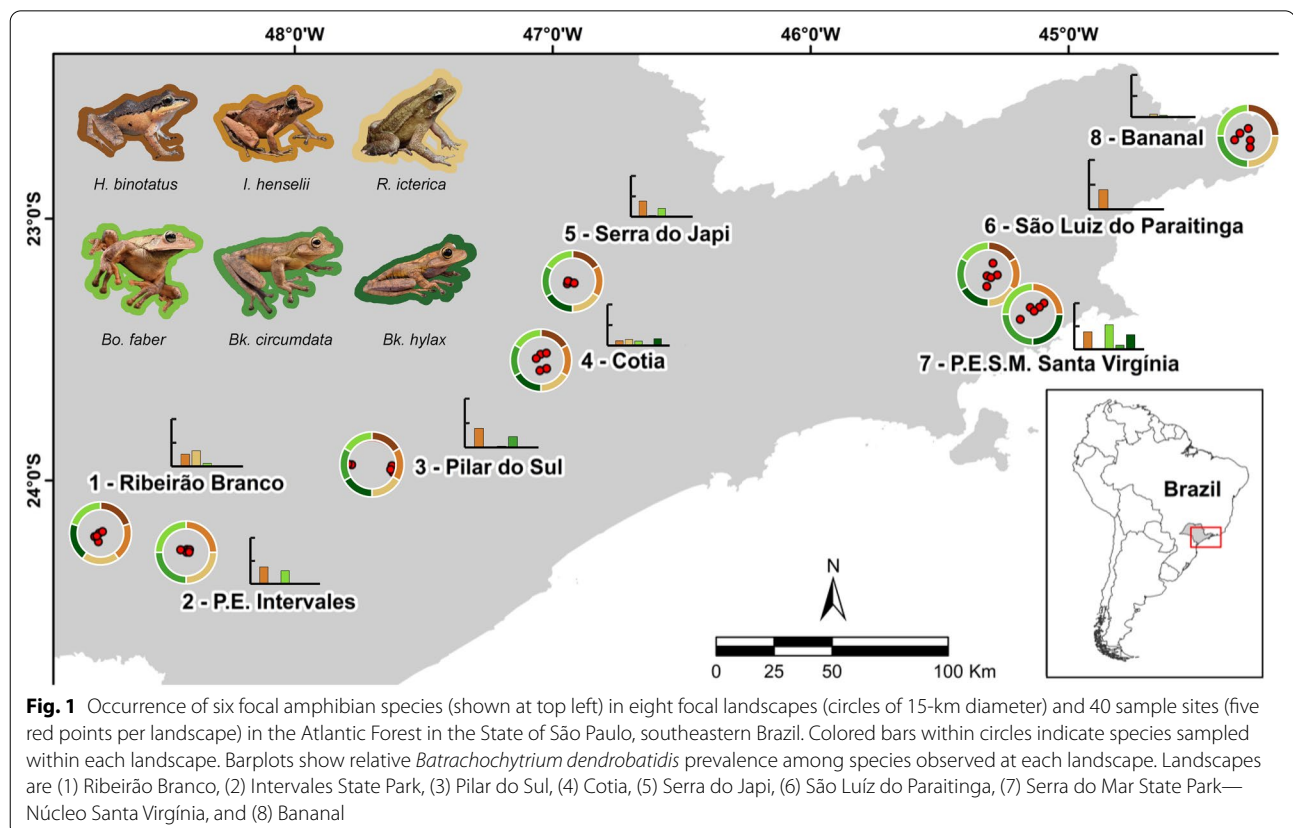 48°0'W 47°0'W 46°0'W 45°0'W
H. binotatus I. henselii R. icterica
Bo. faber Bk. circumdata Bk. hylax
23°0'S
24°0'S
8 - Bananal
6 - São Luiz do Paraitinga
5 - Serra do Japi
4 - Cotia
7 - P.E.S.M. Santa Virgínia
3 - Pilar do Sul
1 - Ribeirão Branco
2 - P.E. Intervales
Brazil
N
0 25 50 100 Km
Fig. 1 Occurrence of six focal amphibian species (shown at top left) in eight focal landscapes (circles of 15-km diameter) and 40 sample sites (five
red points per landscape) in the Atlantic Forest in the State of São Paulo, southeastern Brazil. Colored bars within circles indicate species sampled
within each landscape. Barplots show relative Batrachochytrium dendrobatidis prevalence among species observed at each landscape. Landscapes
are (1) Ribeirão Branco, (2) Intervales State Park, (3) Pilar do Sul, (4) Cotia, (5) Serra do Japi, (6) São Luíz do Paraitinga, (7) Serra do Mar State Park—
Núcleo Santa Virgínia, and (8) Bananal